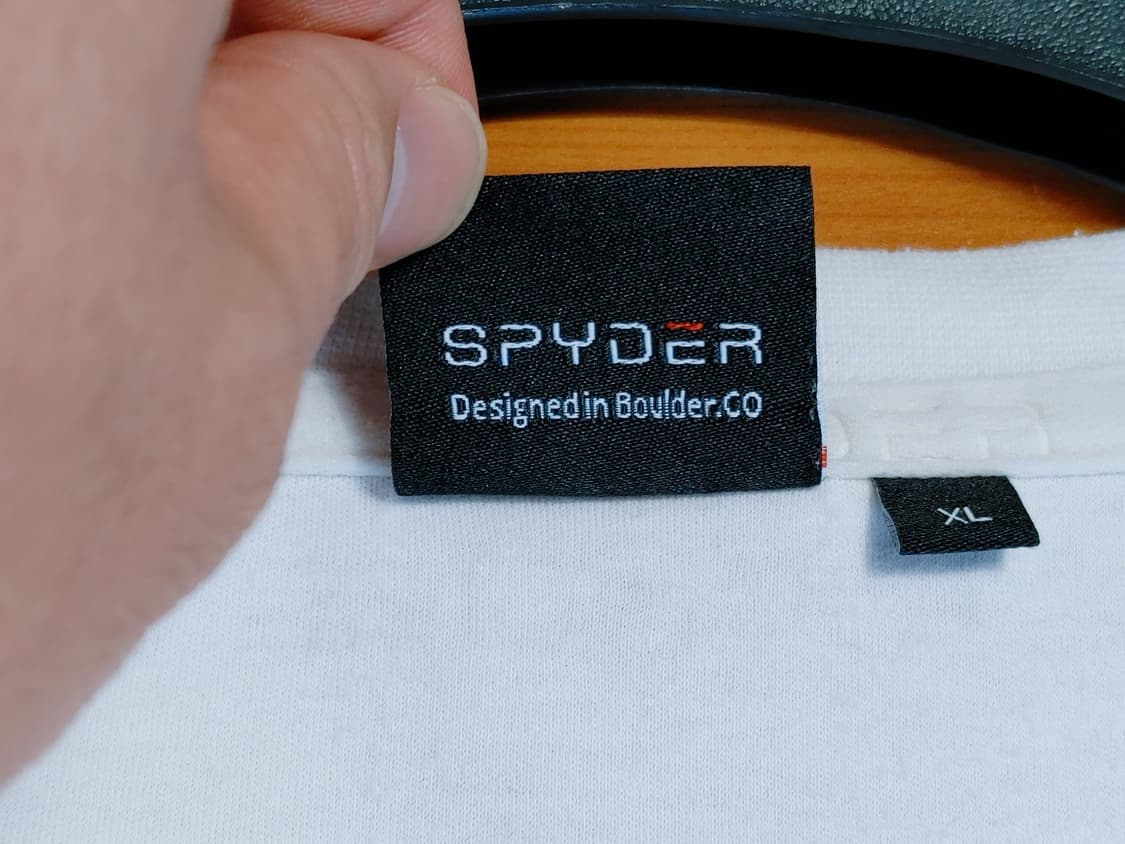 SPYDER
Designed in Boulder.CO
XL